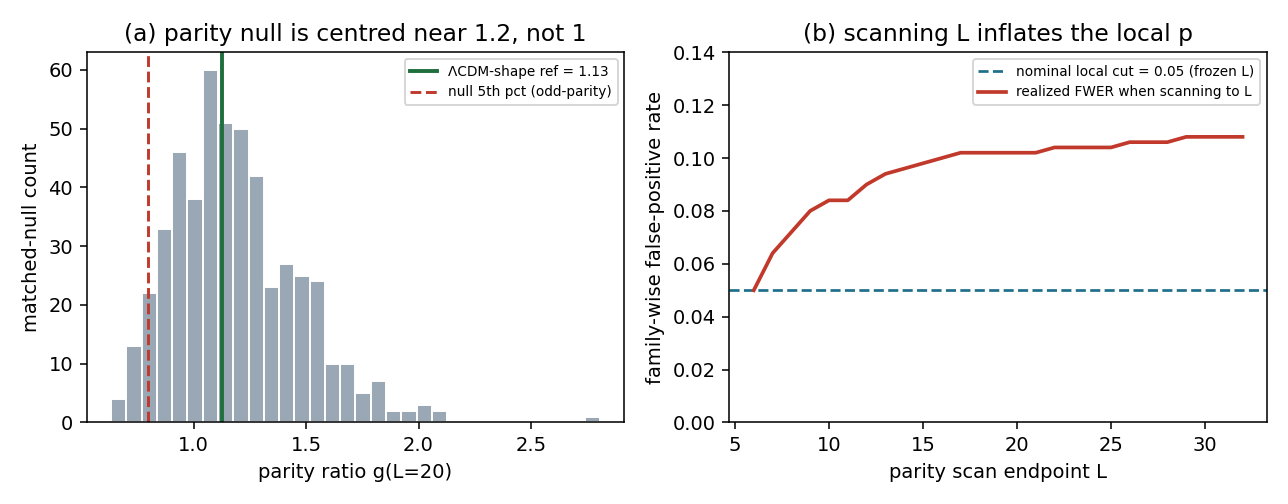 (a) parity null is centred near 1.2, not 1
ΛCDM-shape ref = 1.13
null 5th pct (odd-parity)
matched-null count
60
50
40
30
20
10
0
1.0 1.5 2.0 2.5
parity ratio g(L=20)
(b) scanning L inflates the local p
nominal local cut = 0.05 (frozen L)
realized FWER when scanning to L
family-wise false-positive rate
0.14
0.12
0.10
0.08
0.06
0.04
0.02
0.00
5 10 15 20 25 30
parity scan endpoint L